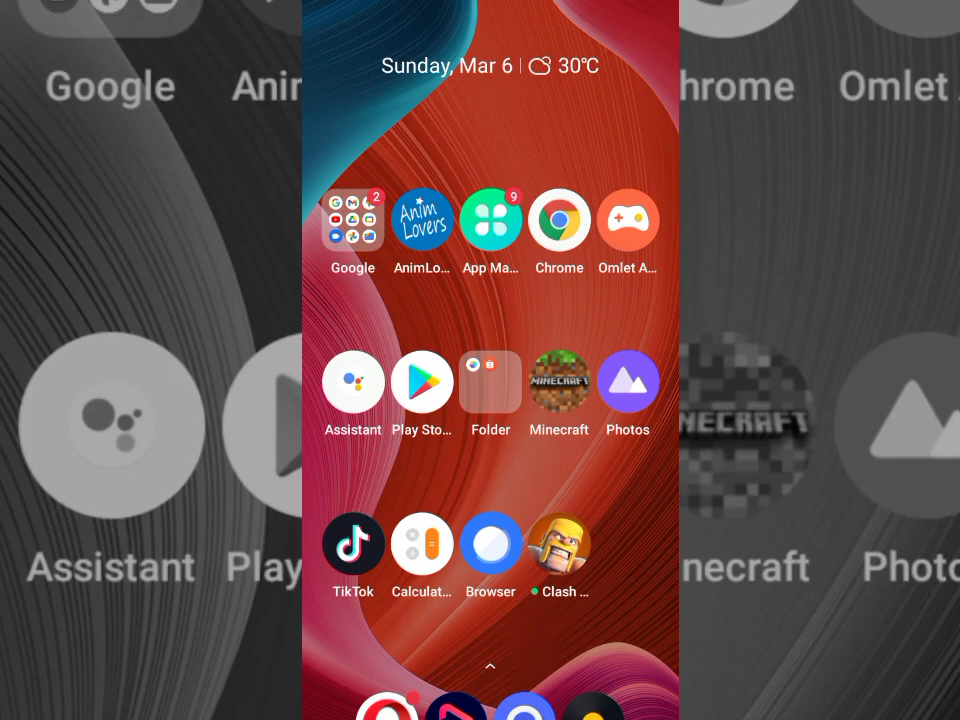 Google
Anim
hrome
Omlet
Sunday, Mar 6 | 30℃
2
9
Anim
Lovers
Google
AnimLo...
App Ma...
Chrome
Omlet A...
MINECRAFT
NECRAFT
Assistant
Play Sto...
Folder
Minecraft
Photos
Assistant
Play
necraft
Photo
TikTok
Calculat...
Browser
Clash ...